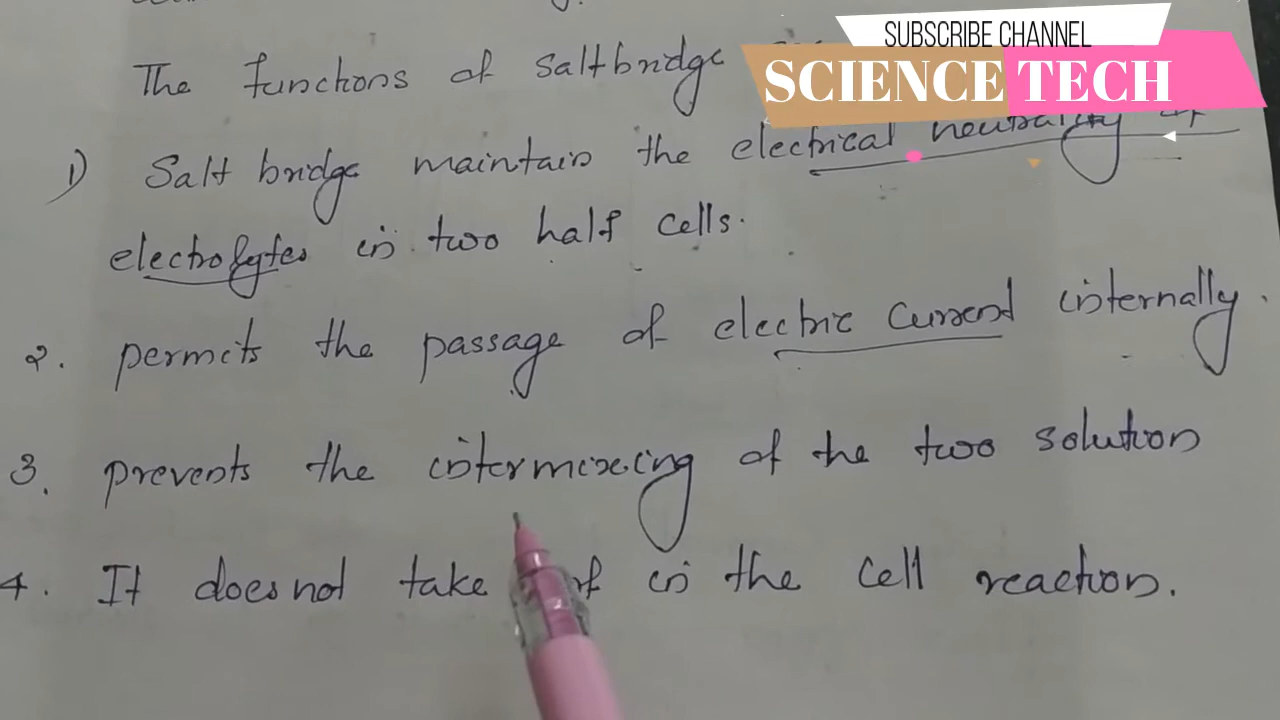 SUBSCRIBE CHANNEL
SCIENCE TECH
The functions of Saltbridge
1) Salt bridge maintain the electrical neutrality of
electrolytes in two half cells.
2. permits the passage of electric current internally.
3. prevents the intermixing of the two solution
4. It does not take in the cell reaction.